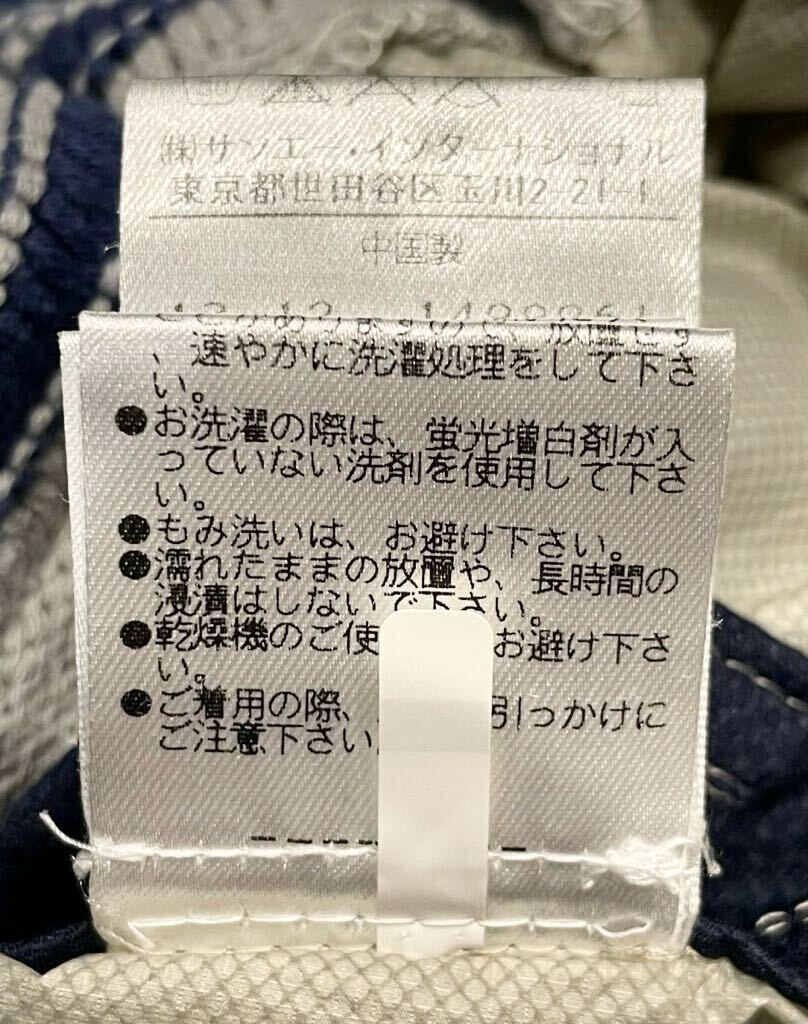 (株)サンエー・インターナショナル
東京都世田谷区玉川2-21-1
中国製
、速やかに洗濯処理をして下さ
い。
●お洗濯の際は、蛍光増白剤が入
っていない洗剤を使用して下さ
い。
●もみ洗いは、お避け下さい。
●濡れたままの放置や、長時間の
浸漬はしないで下さい。
●乾燥機のご使 お避け下さ
い。
●ご着用の際、 引っかけに
ご注意下さい